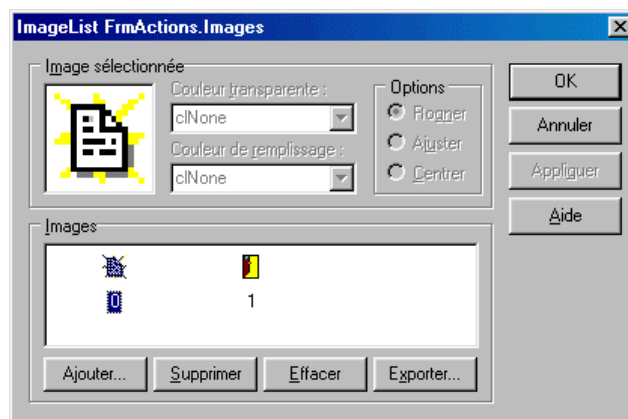 ImageList FrmActions.Images
Image sélectionnée
Couleur transparente :
clNone
Couleur de remplissage :
clNone
Options
Rogner
Ajuster
Centrer
OK
Annuler
Appliquer
Aide
Images
0 1
Ajouter... Supprimer Effacer Exporter...